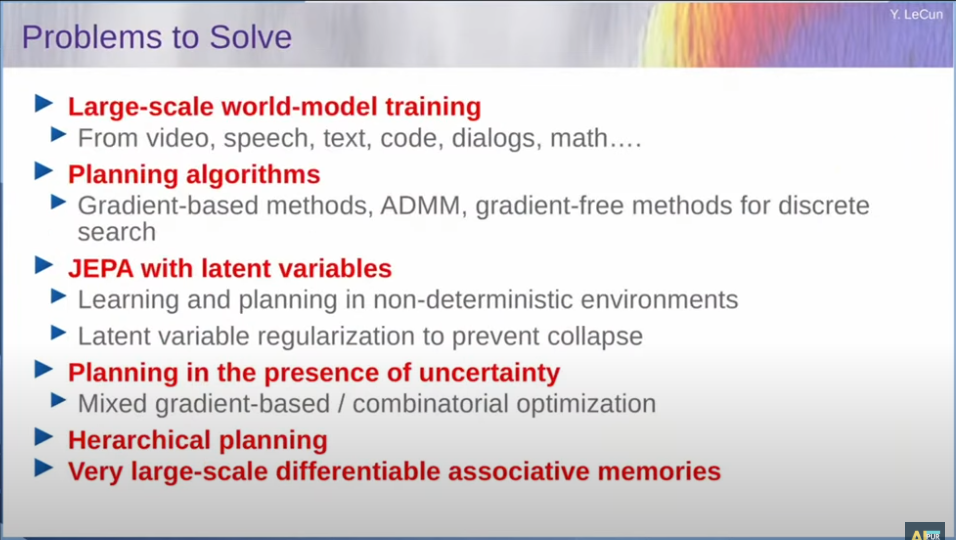 Y. LeCun
Problems to Solve
Large-scale world-model training
From video, speech, text, code, dialogs, math....
Planning algorithms
Gradient-based methods, ADMM, gradient-free methods for discrete
search
JEPA with latent variables
Learning and planning in non-deterministic environments
Latent variable regularization to prevent collapse
Planning in the presence of uncertainty
Mixed gradient-based / combinatorial optimization
Herarchical planning
Very large-scale differentiable associative memories